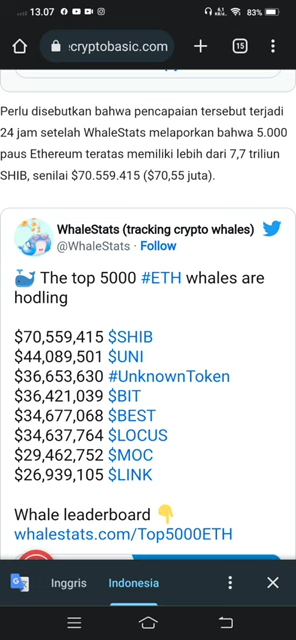 13.07
83%
ecryptobasic.com
15
Perlu disebutkan bahwa pencapaian tersebut terjadi
24 jam setelah WhaleStats melaporkan bahwa 5.000
paus Ethereum teratas memiliki lebih dari 7,7 triliun
SHIB, senilai $70.559.415 ($70,55 juta).
WhaleStats (tracking crypto whales)
@WhaleStats · Follow
🐳 The top 5000 #ETH whales are
hodling
$70,559,415 $SHIB
$44,089,501 $UNI
$36,653,630 #UnknownToken
$36,421,039 $BIT
$34,677,068 $BEST
$34,637,764 $LOCUS
$29,462,752 $MOC
$26,939,105 $LINK
Whale leaderboard 👇
whalestats.com/Top5000ETH
Inggris
Indonesia